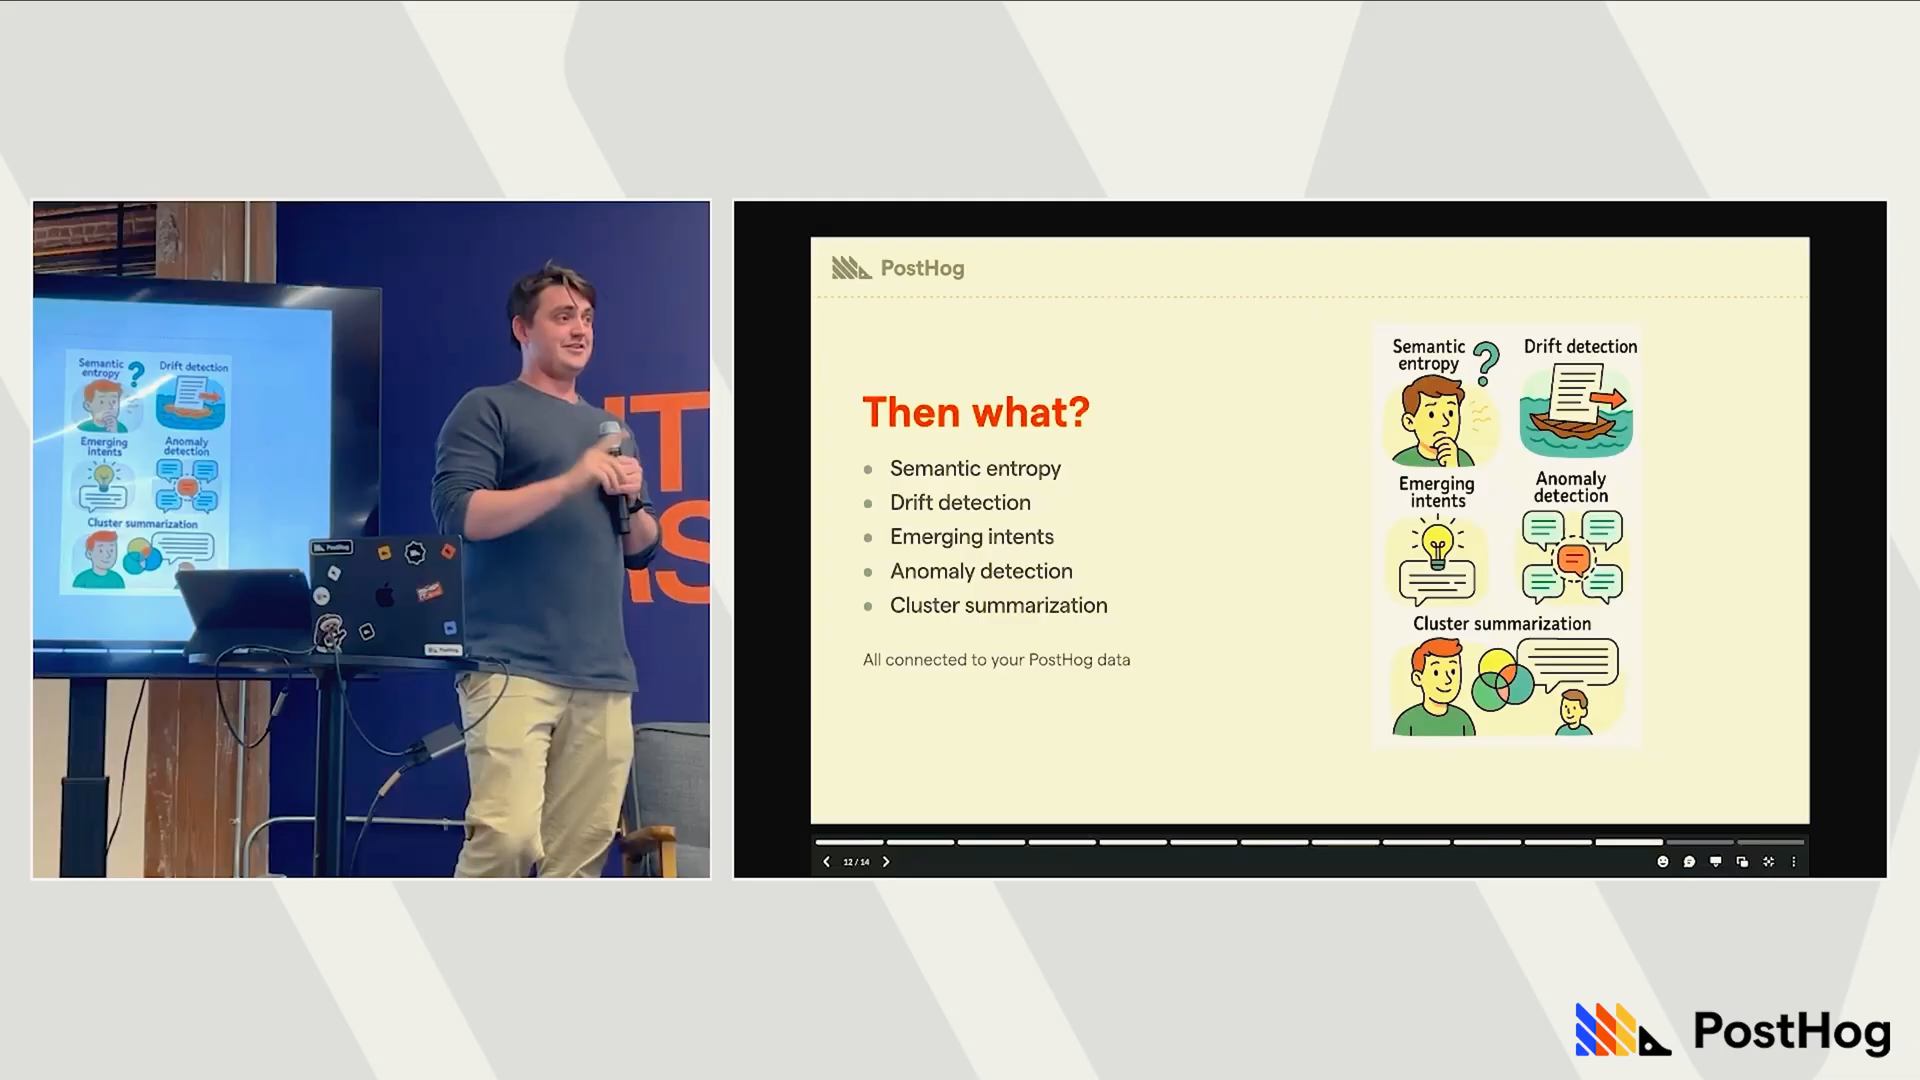 Semantic
entropy
?
Drift detection
Emerging
intents
Anomaly
detection
Cluster summarization
PostHog
PostHog
PostHog
Then what?
Semantic entropy
Drift detection
Emerging intents
Anomaly detection
Cluster summarization
All connected to your PostHog data
Semantic
entropy
?
Drift detection
Emerging
intents
Anomaly
detection
Cluster summarization
12 / 14
PostHog